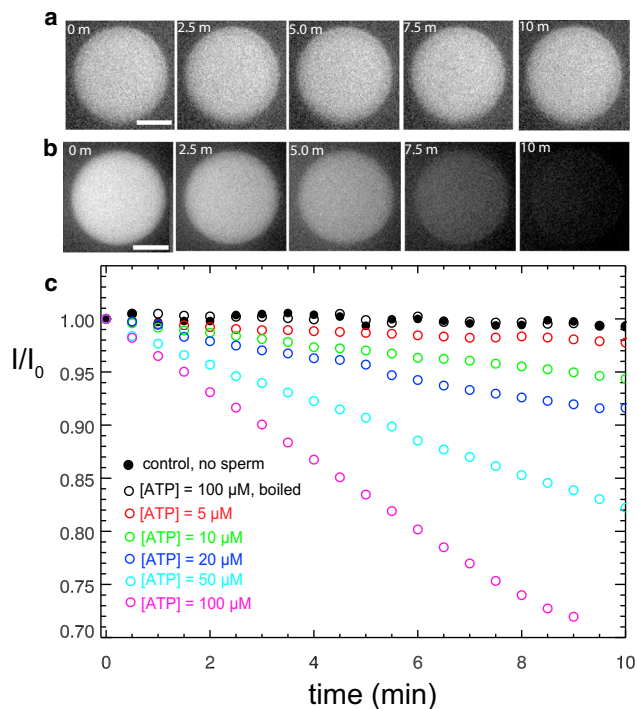 a
0 m 2.5 m 5.0 m 7.5 m 10 m
b
0 m 2.5 m 5.0 m 7.5 m 10 m
c
I/I0
1.00
0.95
0.90
0.85
0.80
0.75
0.70
control, no sperm
[ATP] = 100 µM, boiled
[ATP] = 5 µM
[ATP] = 10 µM
[ATP] = 20 µM
[ATP] = 50 µM
[ATP] = 100 µM
0 2 4 6 8 10
time (min)